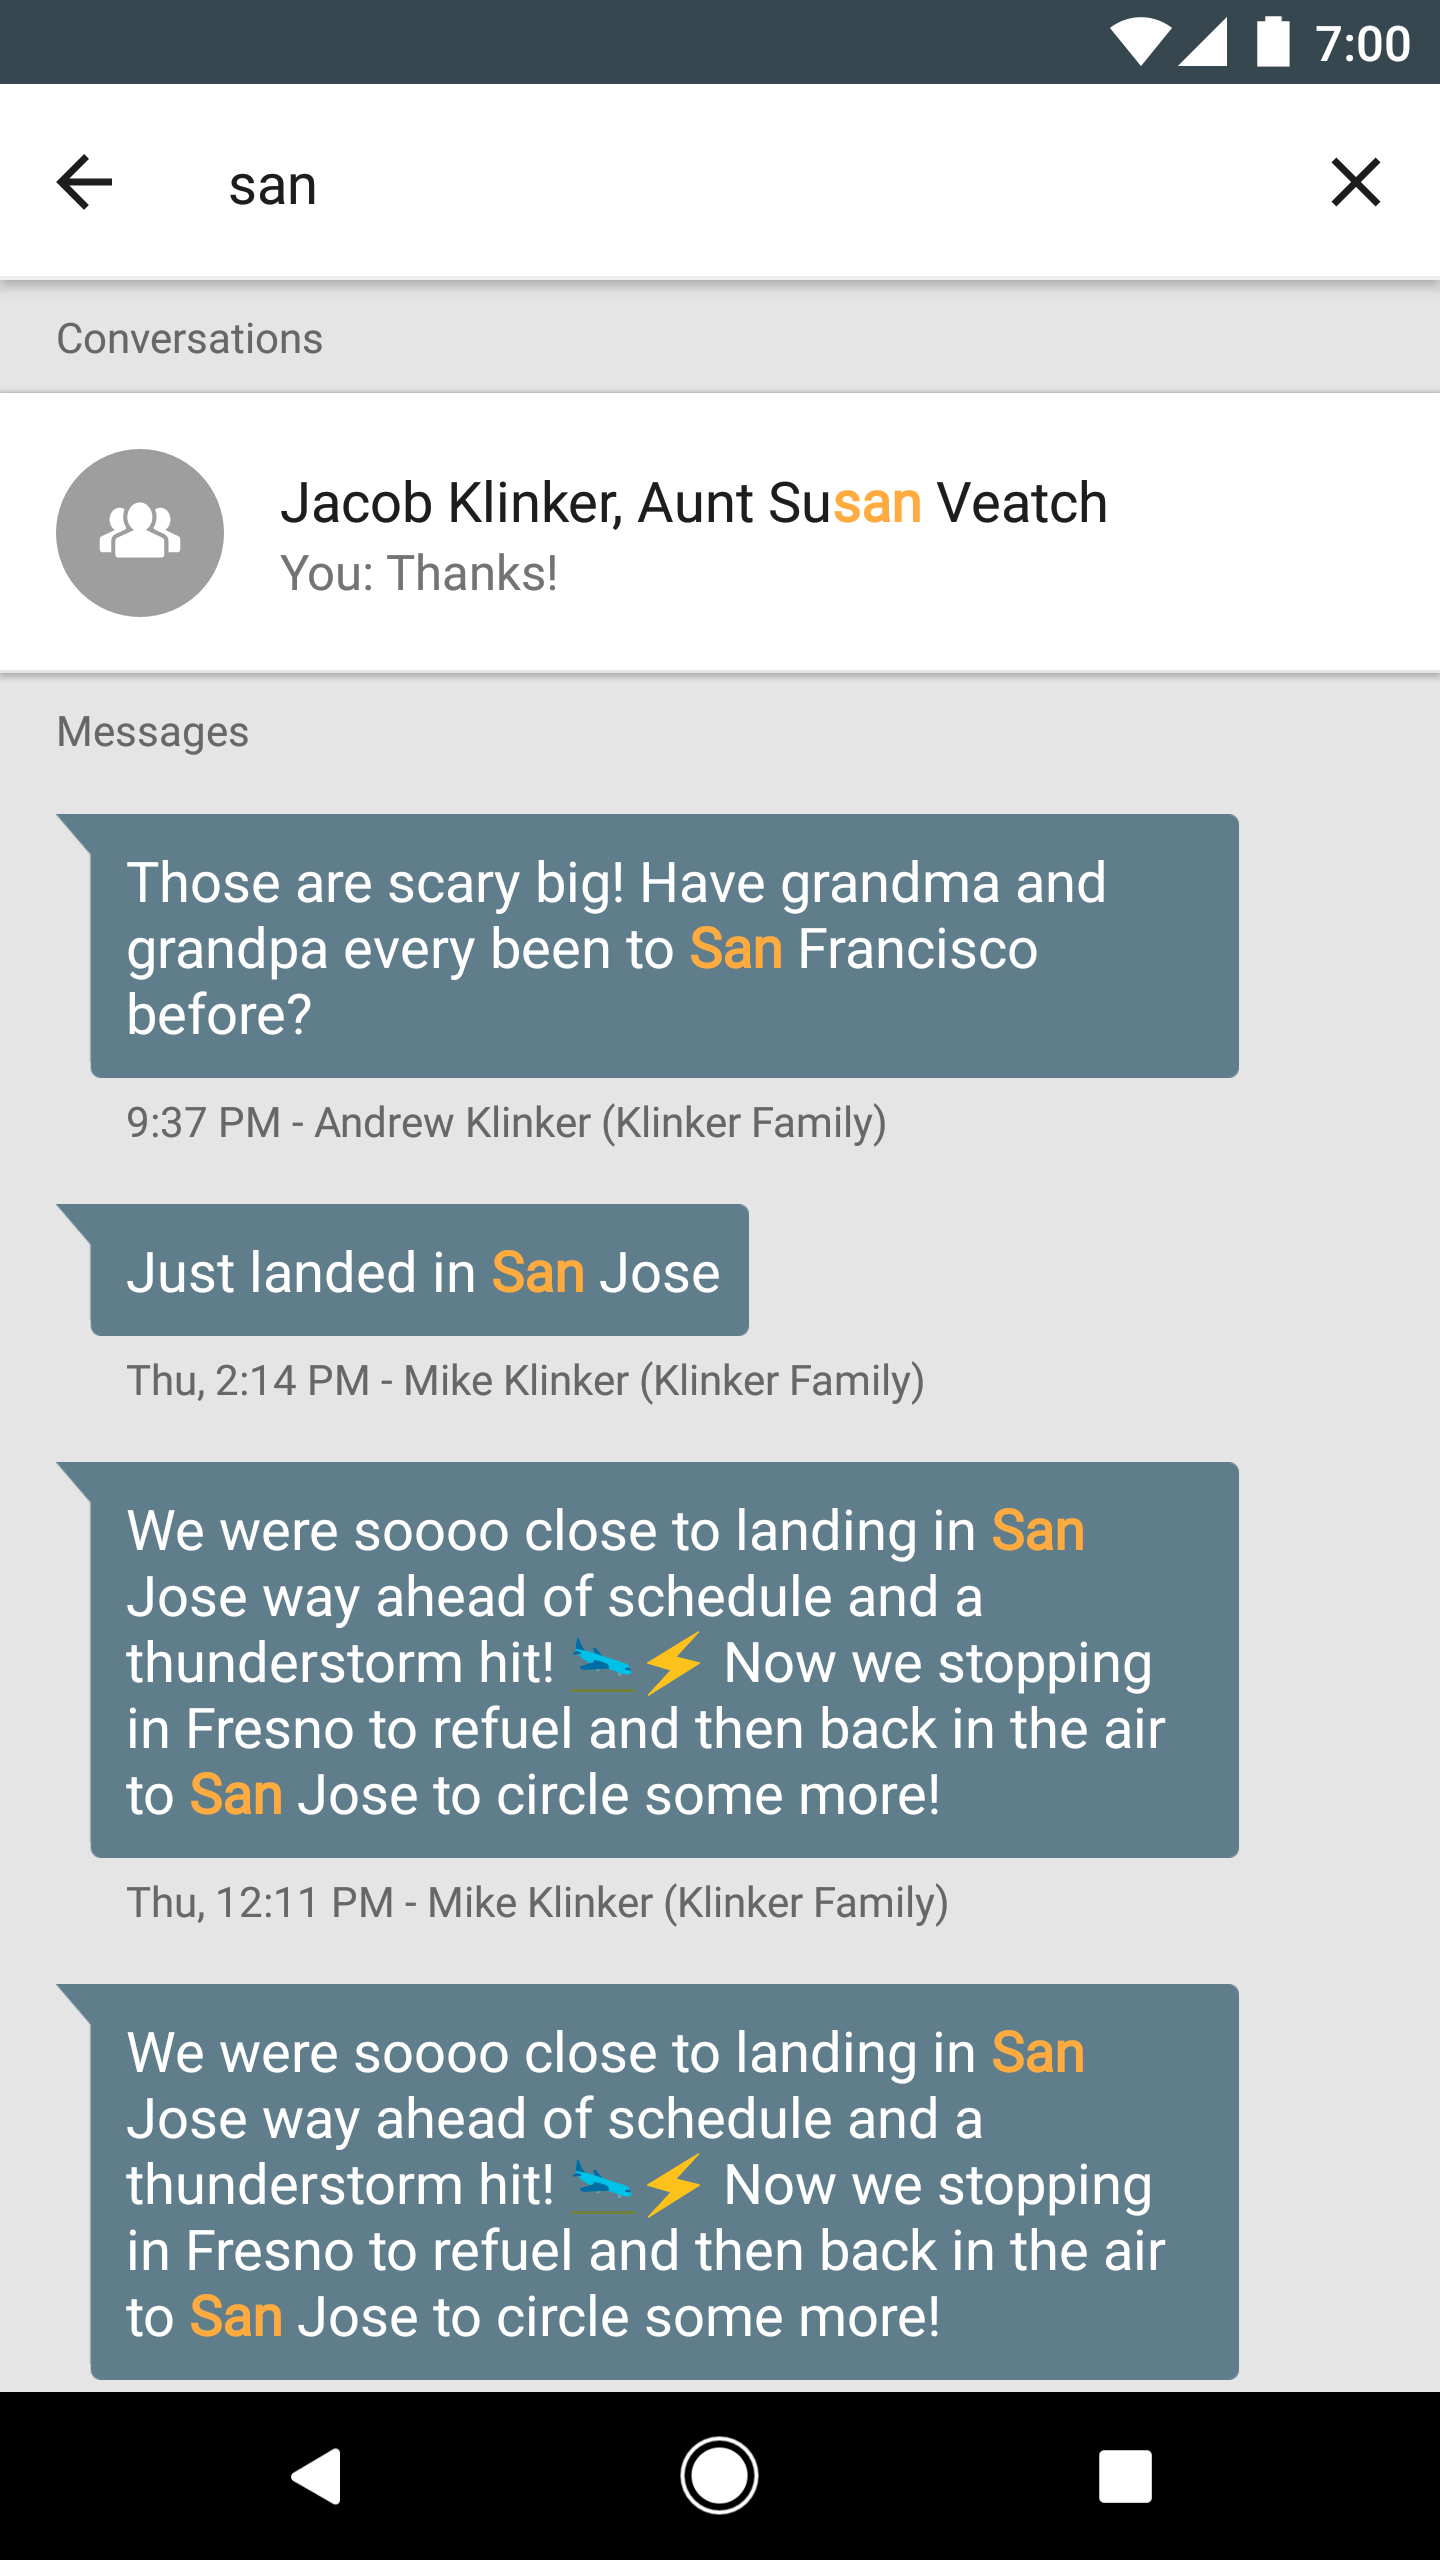 7:00
san
Conversations
Jacob Klinker, Aunt Susan Veatch
You: Thanks!
Messages
Those are scary big! Have grandma and
grandpa every been to San Francisco
before?
9:37 PM - Andrew Klinker (Klinker Family)
Just landed in San Jose
Thu, 2:14 PM - Mike Klinker (Klinker Family)
We were soooo close to landing in San
Jose way ahead of schedule and a
thunderstorm hit! 🛬⚡ Now we stopping
in Fresno to refuel and then back in the air
to San Jose to circle some more!
Thu, 12:11 PM - Mike Klinker (Klinker Family)
We were soooo close to landing in San
Jose way ahead of schedule and a
thunderstorm hit! 🛬⚡ Now we stopping
in Fresno to refuel and then back in the air
to San Jose to circle some more!